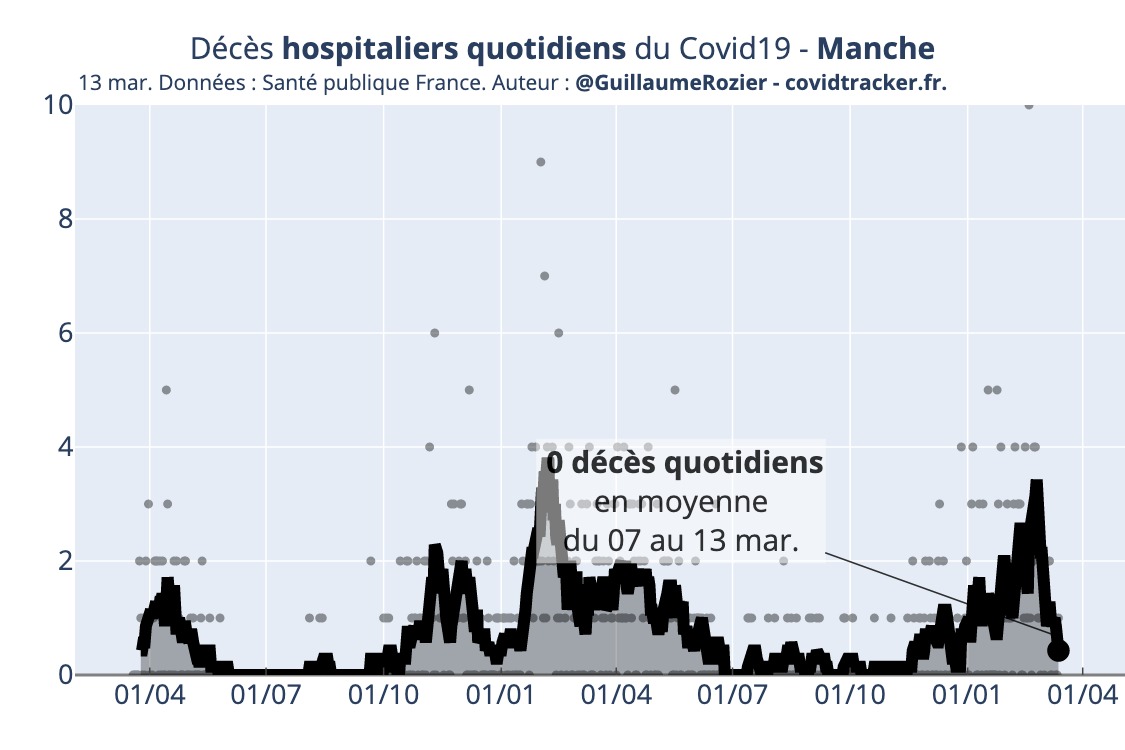 Décès hospitaliers quotidiens du Covid19 - Manche
13 mar. Données : Santé publique France. Auteur : @GuillaumeRozier - covidtracker.fr.
10
8
6
4
2
0
0 décès quotidiens
en moyenne
du 07 au 13 mar.
01/04 01/07 01/10 01/01 01/04 01/07 01/10 01/01 01/04